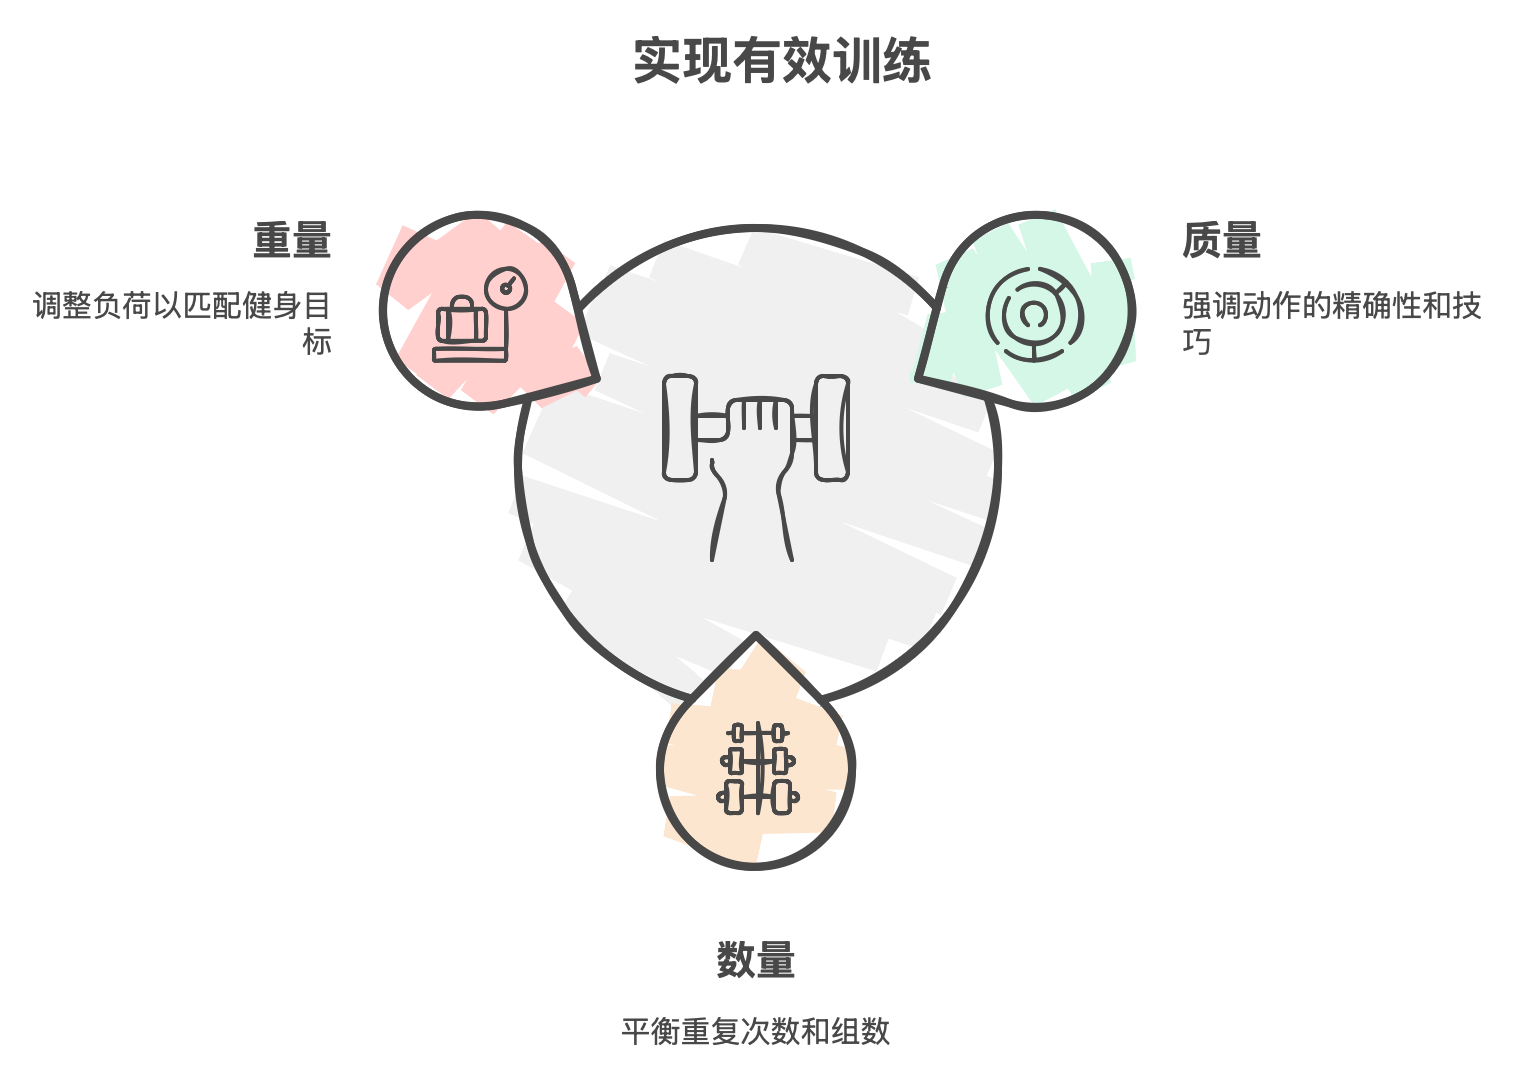 实现有效训练
重量
调整负荷以匹配健身目
标
质量
强调动作的精确性和技
巧
数量
平衡重复次数和组数